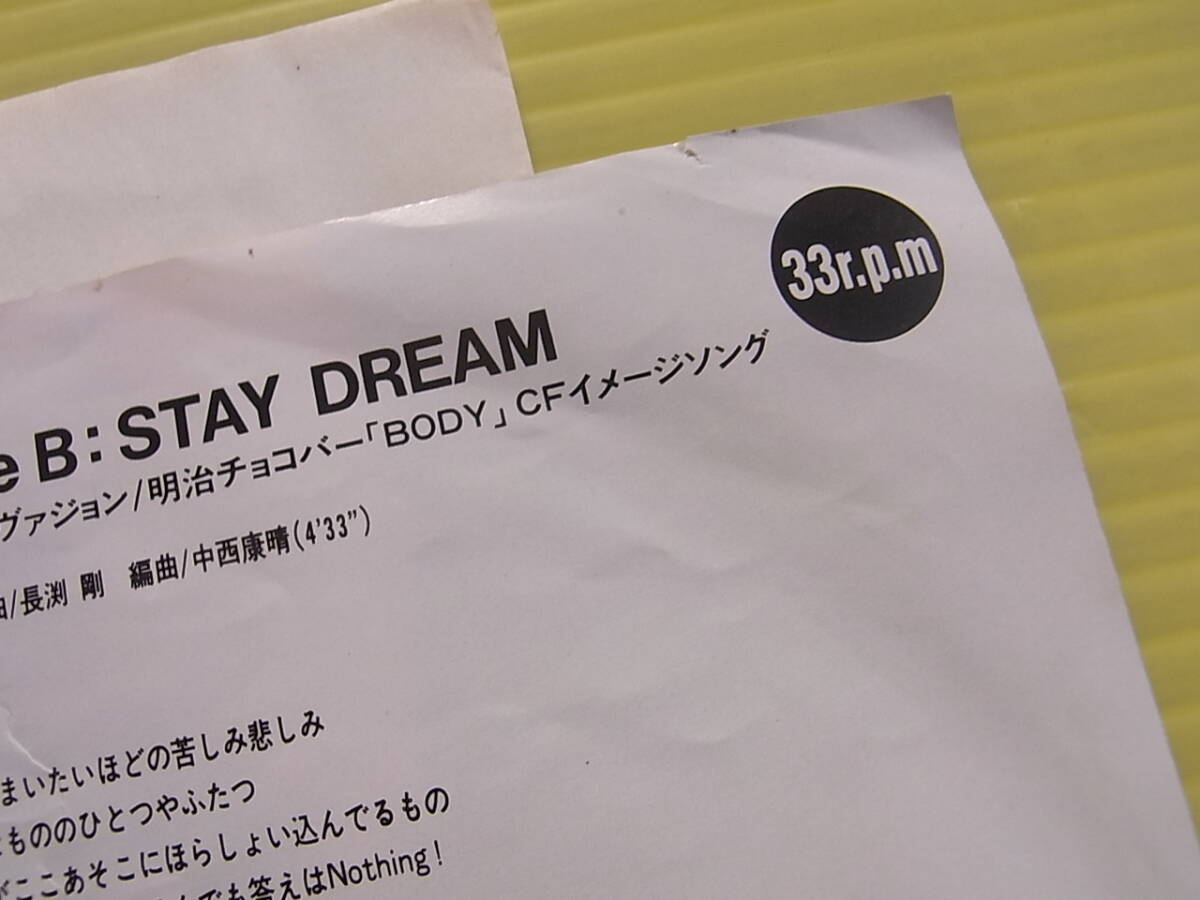 33r.p.m
e B: STAY DREAM
ヴァジョン/明治チョコバー「BODY」CFイメージソング
曲/長渕 剛 編曲/中西康晴(4'33")
まいたいほどの苦しみ悲しみ
もののひとつやふたつ
がここあそこにほらしょい込んでるもの
でも答えはNothing!